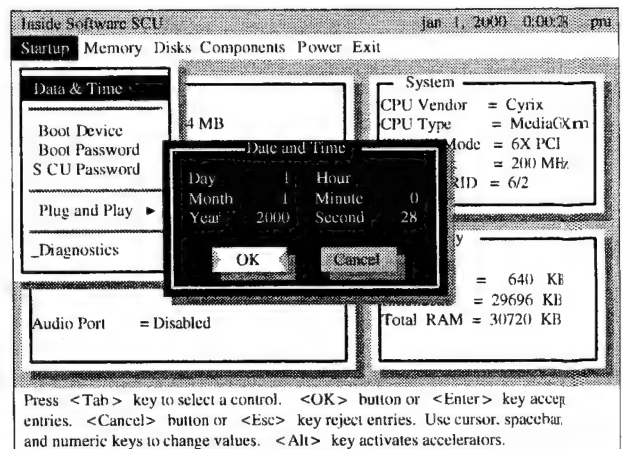 Inside Software SCU jan 1, 2000 0:00:28 pm
Startup Memory Disks Components Power Exit
Data & Time
Boot Device
Boot Password
S CU Password
Plug and Play ►
_Diagnostics
4 MB
System
CPU Vendor = Cyrix
CPU Type = MediaGXm
Mode = 6X PCI
= 200 MHz
RID = 6/2
Date and Time
Day 1 Hour
Month 1 Minute 0
Year 2000 Second 28
OK Cancel
y
= 640 KB
= 29696 KB
Total RAM = 30720 KB
Audio Port = Disabled
Press <Tab> key to select a control. <OK> button or <Enter> key accept
entries. <Cancel> button or <Esc> key reject entries. Use cursor, spacebar,
and numeric keys to change values. <Alt> key activates accelerators.